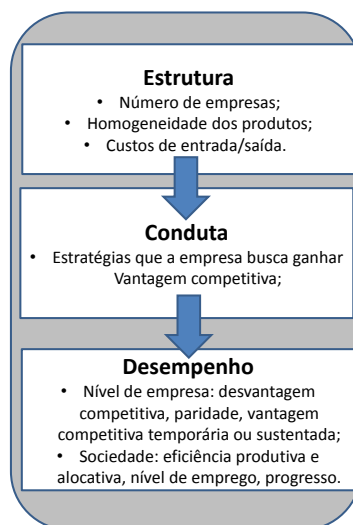 Estrutura
• Número de empresas;
• Homogeneidade dos produtos;
• Custos de entrada/saída.
Conduta
• Estratégias que a empresa busca ganhar
Vantagem competitiva;
Desempenho
• Nível de empresa: desvantagem
competitiva, paridade, vantagem
competitiva temporária ou sustentada;
• Sociedade: eficiência produtiva e
alocativa, nível de emprego, progresso.